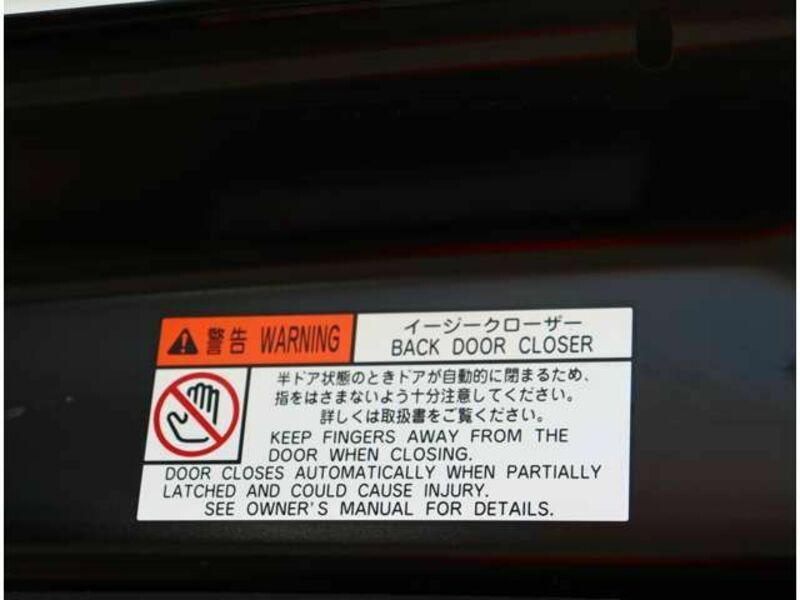 警告 WARNING
イージークローザー
BACK DOOR CLOSER
半ドア状態のときドアが自動的に閉まるため、
指をはさまないよう十分注意してください。
詳しくは取扱書をご覧ください。
KEEP FINGERS AWAY FROM THE
DOOR WHEN CLOSING.
DOOR CLOSES AUTOMATICALLY WHEN PARTIALLY
LATCHED AND COULD CAUSE INJURY.
SEE OWNER'S MANUAL FOR DETAILS.